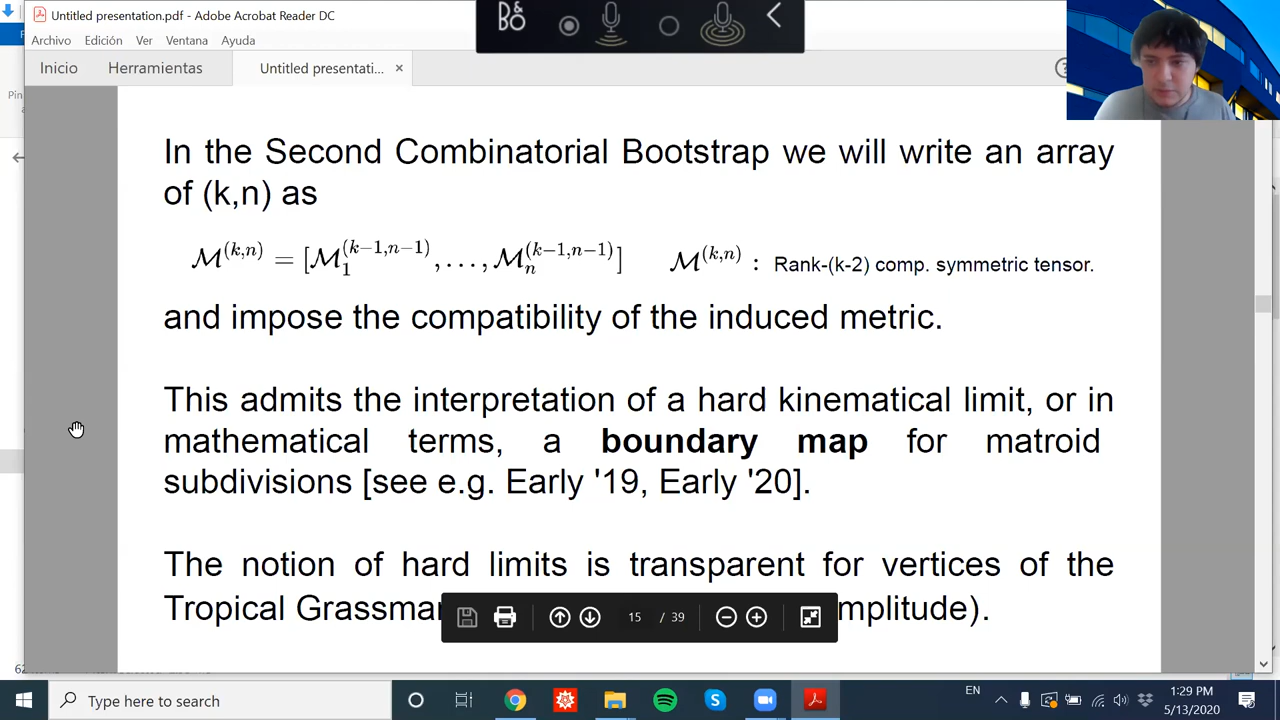 Untitled presentation.pdf - Adobe Acrobat Reader DC
Archivo Edición Ver Ventana Ayuda
Inicio Herramientas Untitled presentati... ×
In the Second Combinatorial Bootstrap we will write an array
of (k,n) as
ℳ^(k,n) = [ℳ_1^(k−1,n−1), . . . , ℳ_n^(k−1,n−1)] ℳ^(k,n) : Rank-(k-2) comp. symmetric tensor.
and impose the compatibility of the induced metric.
This admits the interpretation of a hard kinematical limit, or in
mathematical terms, a boundary map for matroid
subdivisions [see e.g. Early '19, Early '20].
The notion of hard limits is transparent for vertices of the
Tropical mplitude).
15 / 39
Type here to search
EN
1:29 PM
5/13/2020